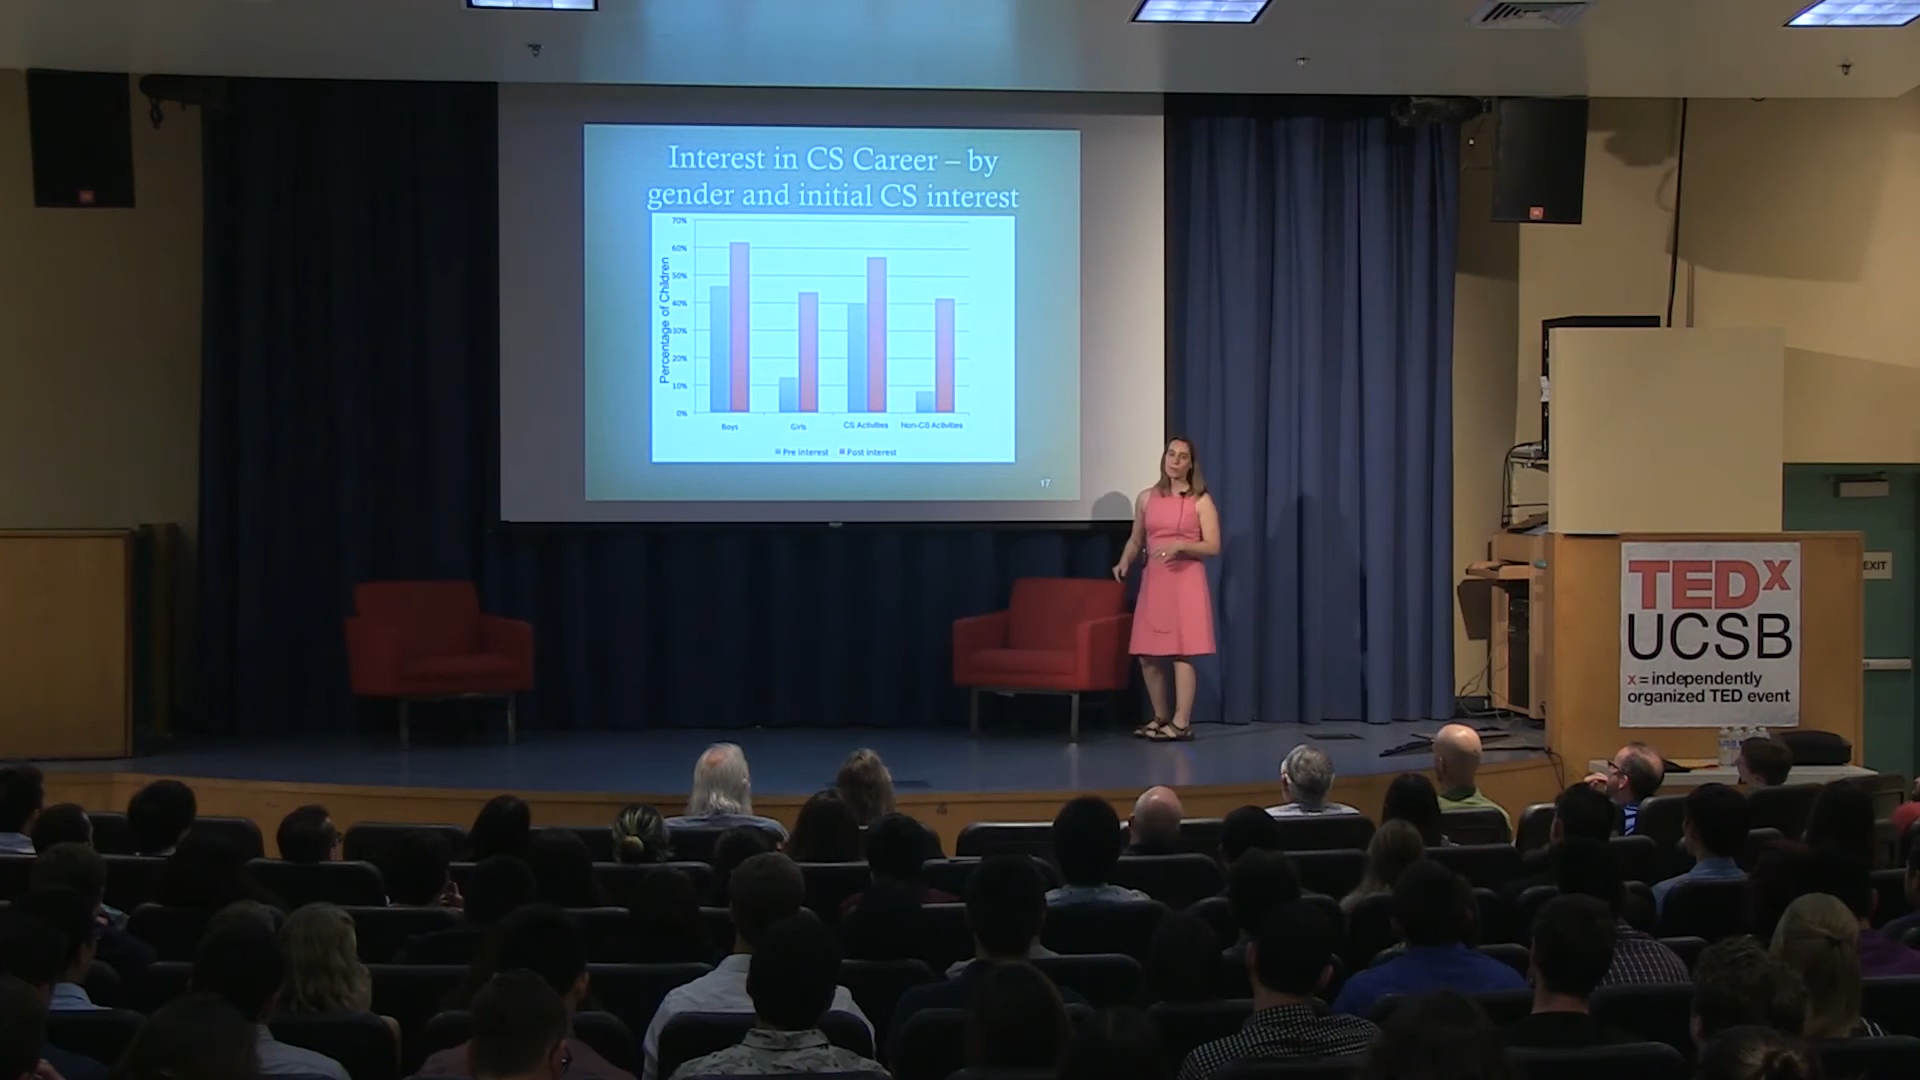 Interest in CS Career – by
gender and initial CS interest
Percentage of Children
70%
60%
50%
40%
30%
20%
10%
0%
Boys
Girls
CS Activities
Non-CS Activities
Pre interest
Post interest
17
TEDx
UCSB
x = independently
organized TED event
EXIT